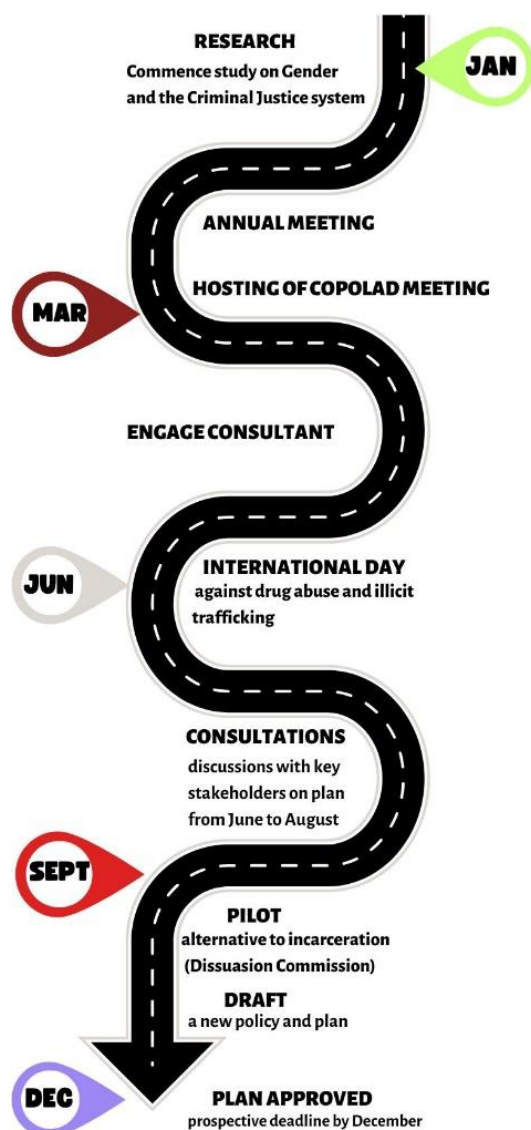 RESEARCH
JAN
Commence study on Gender
and the Criminal Justice system
ANNUAL MEETING
HOSTING OF COPOLAD MEETING
MAR
ENGAGE CONSULTANT
INTERNATIONAL DAY
JUN
against drug abuse and illicit
trafficking
CONSULTATIONS
discussions with key
stakeholders on plan
from June to August
SEPT
PILOT
alternative to incarceration
(Dissuasion Commission)
DRAFT
a new policy and plan
DEC
PLAN APPROVED
prospective deadline by December